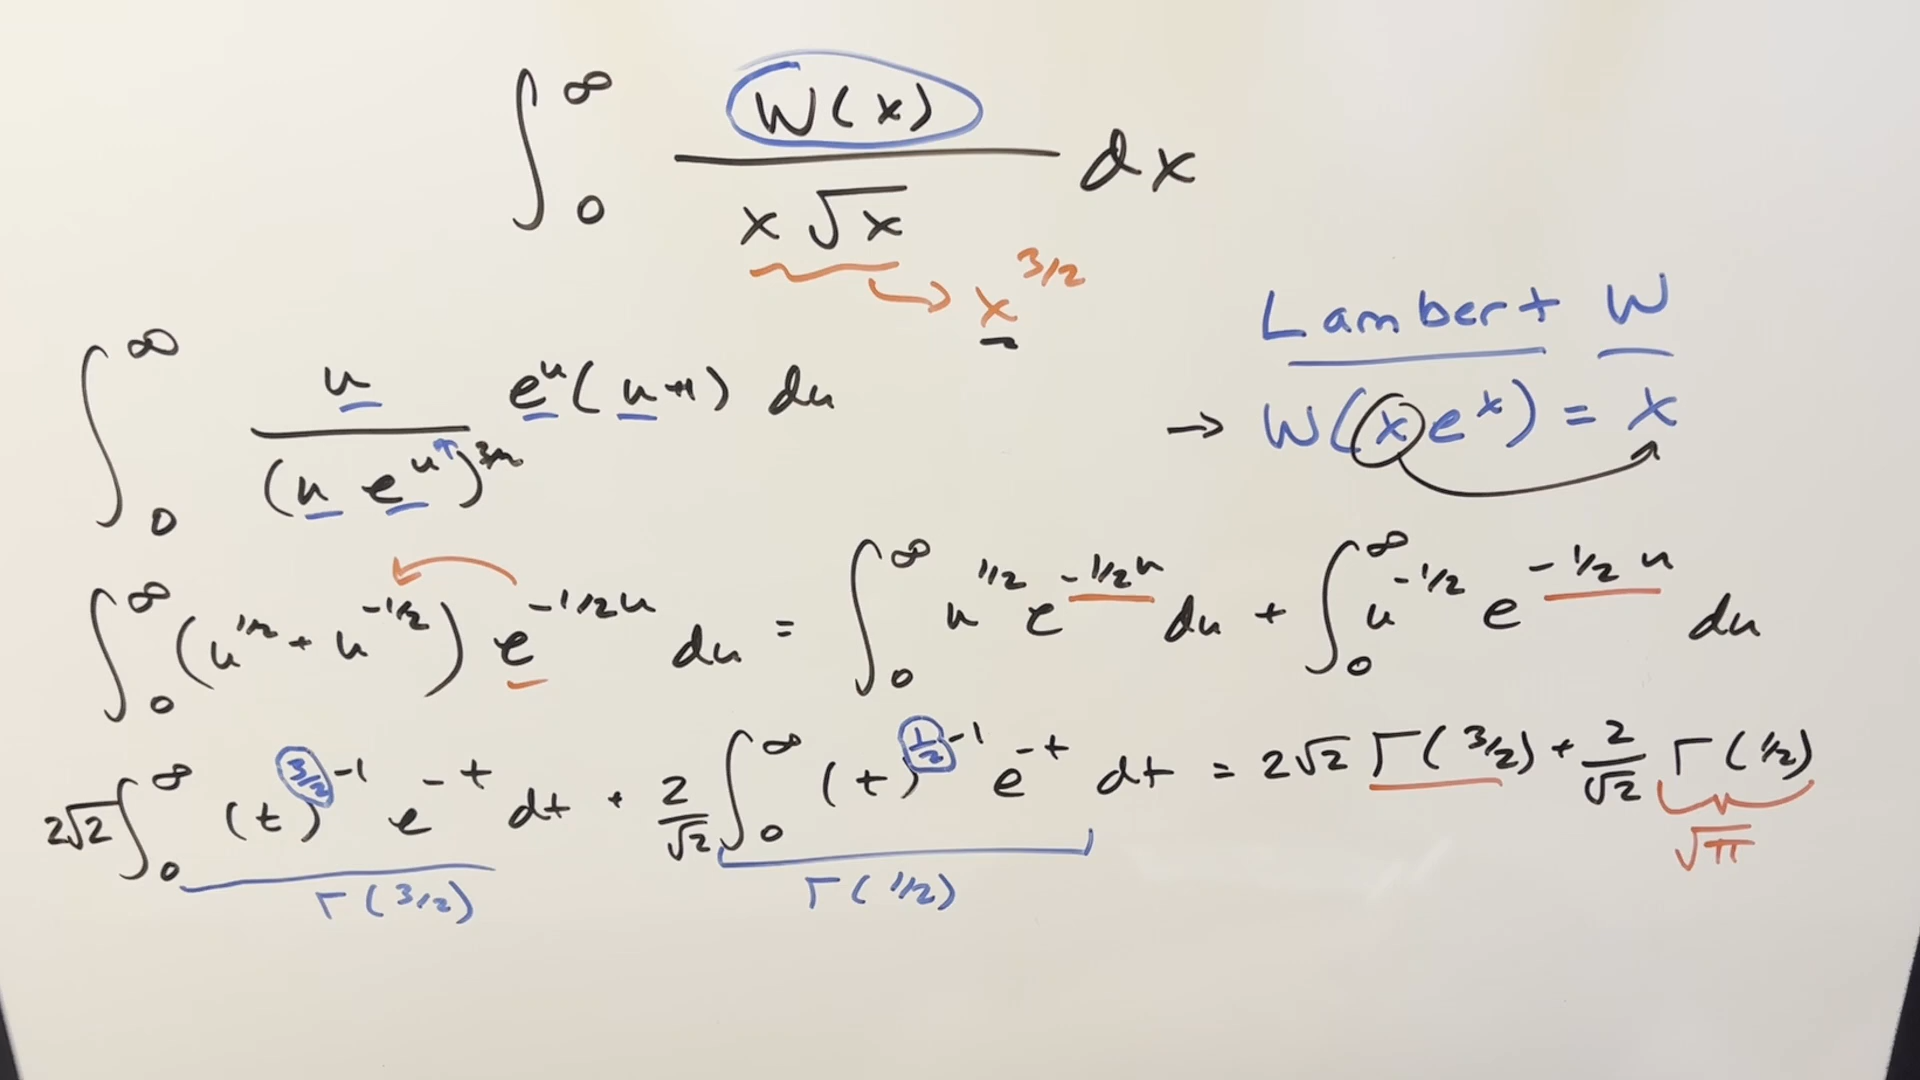 ∫₀^∞ W(x) / (x√x) dx
→ x^(3/2)
Lambert W
∫₀^∞ u / (u e^u)^(3/2) e^u (u+1) du
→ W(x e^x) = x
∫₀^∞ (u^(1/2) + u^(-1/2)) e^(-1/2 u) du = ∫₀^∞ u^(1/2) e^(-1/2 u) du + ∫₀^∞ u^(-1/2) e^(-1/2 u) du
2√2 ∫₀^∞ (t)^(3/2 -1) e^(-t) dt + 2/√2 ∫₀^∞ (t)^(1/2 -1) e^(-t) dt = 2√2 Γ(3/2) + 2/√2 Γ(1/2)
√π
Γ(3/2) Γ(1/2)